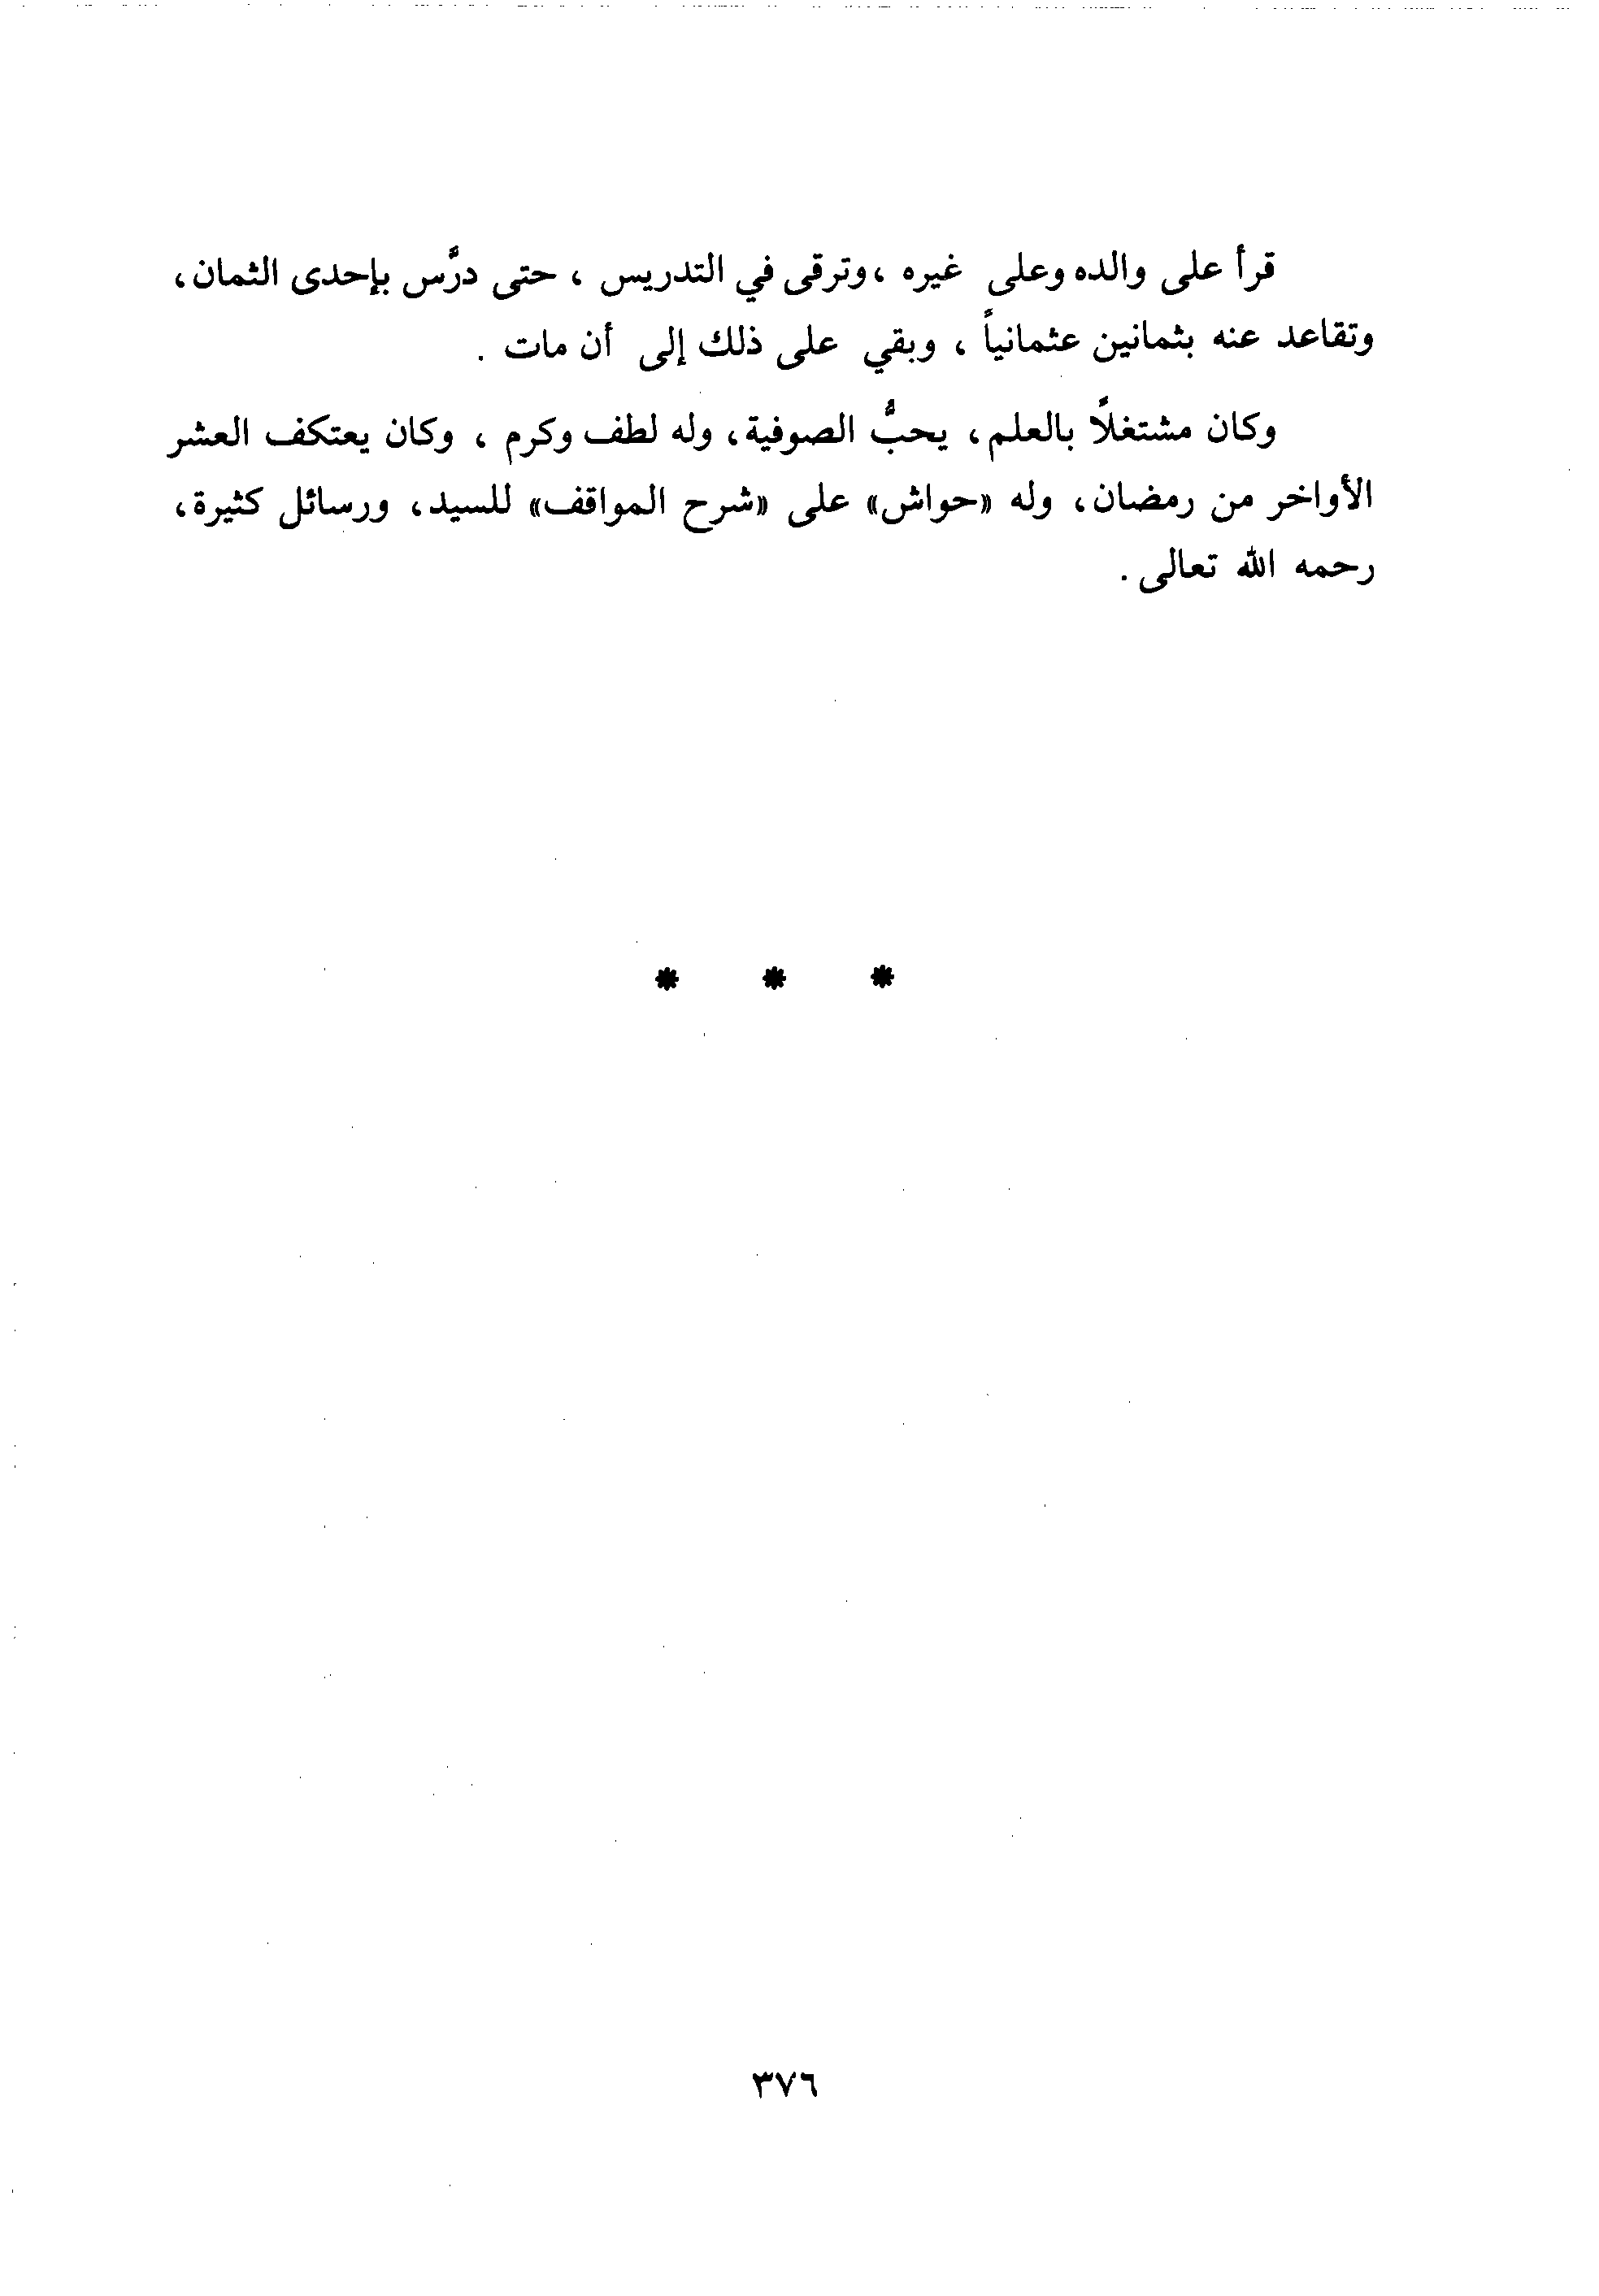 قرأ على والده وعلى غيره ، وترقى في التدريس ، حتى درَّس بإحدى الثمان ،
وتقاعد عنه بثمانين عثمانياً ، وبقي على ذلك إلى أن مات .
وكان مشتغلًا بالعلم ، يحبُّ الصوفية ، وله لطف وكرم ، وكان يعتكف العشر
الأواخر من رمضان ، وله «حواش» على «شرح المواقف» للسيد ، ورسائل كثيرة ،
رحمه الله تعالى .
* * *
٣٧٦